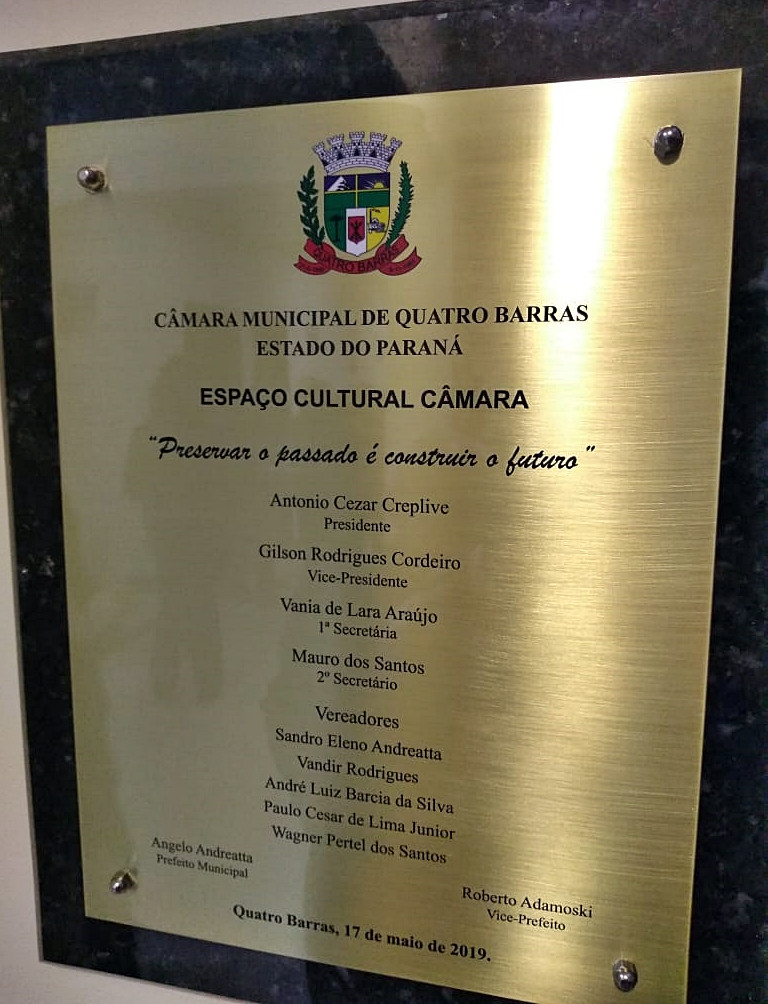 QUATRO BARRAS
CÂMARA MUNICIPAL DE QUATRO BARRAS
ESTADO DO PARANÁ
ESPAÇO CULTURAL CÂMARA
“Preservar o passado é construir o futuro”
Antonio Cezar Creplive
Presidente
Gilson Rodrigues Cordeiro
Vice-Presidente
Vania de Lara Araújo
1ª Secretária
Mauro dos Santos
2º Secretário
Vereadores
Sandro Eleno Andreatta
Vandir Rodrigues
André Luiz Barcia da Silva
Paulo Cesar de Lima Junior
Wagner Pertel dos Santos
Angelo Andreatta
Prefeito Municipal
Roberto Adamoski
Vice-Prefeito
Quatro Barras, 17 de maio de 2019.